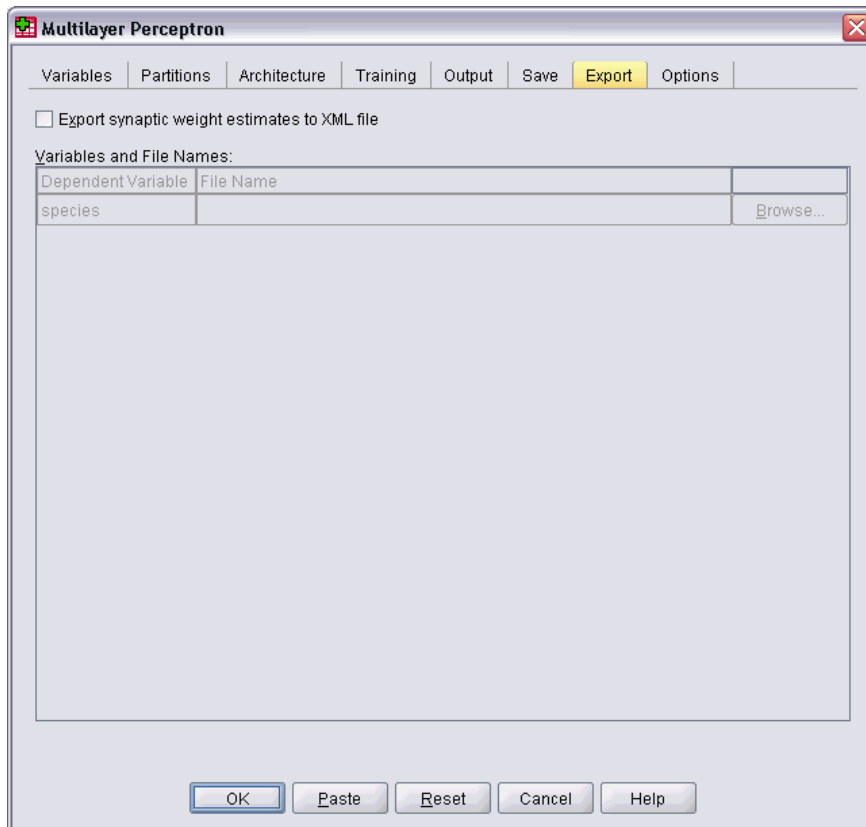 Multilayer Perceptron
Variables Partitions Architecture Training Output Save Export Options
Export synaptic weight estimates to XML file
Variables and File Names:
Dependent Variable File Name
species Browse...
OK Paste Reset Cancel Help